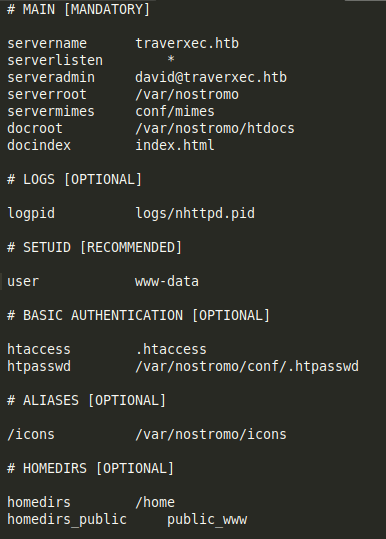 # MAIN [MANDATORY]
servername traverxec.htb
serverlisten *
serveradmin david@traverxec.htb
serverroot /var/nostromo
servermimes conf/mimes
docroot /var/nostromo/htdocs
docindex index.html
# LOGS [OPTIONAL]
logpid logs/nhttpd.pid
# SETUID [RECOMMENDED]
user www-data
# BASIC AUTHENTICATION [OPTIONAL]
htaccess .htaccess
htpasswd /var/nostromo/conf/.htpasswd
# ALIASES [OPTIONAL]
/icons /var/nostromo/icons
# HOMEDIRS [OPTIONAL]
homedirs /home
homedirs_public public_www